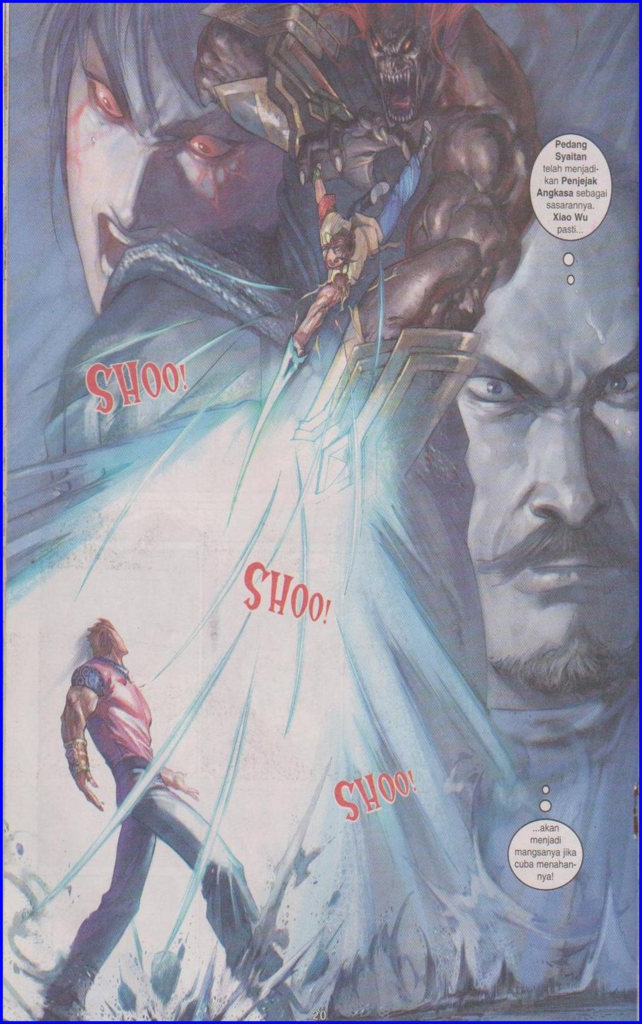 Pedang
Syaitan
telah menjadi-
kan Penjejak
Angkasa sebagai
sasarannya.
Xiao Wu
pasti...
SHOO!
SHOO!
SHOO!
...akan
menjadi
mangsanya jika
cuba menahan-
nya!
20